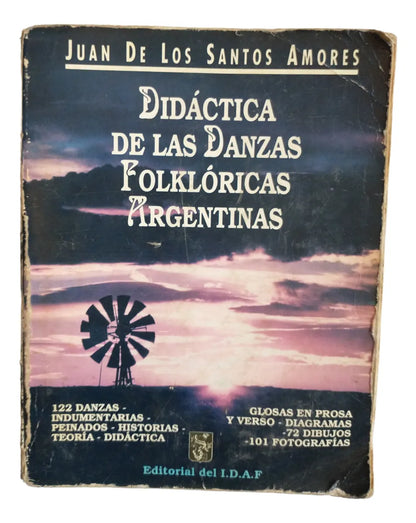 JUAN DE LOS SANTOS AMORES
DIDÁCTICA
DE LAS DANZAS
FOLKLÓRICAS
ARGENTINAS
122 DANZAS -
INDUMENTARIAS -
PEINADOS - HISTORIAS -
TEORÍA - DIDÁCTICA
GLOSAS EN PROSA
Y VERSO - DIAGRAMAS
-72 DIBUJOS
-101 FOTOGRAFÍAS
Editorial del I.D.A.F